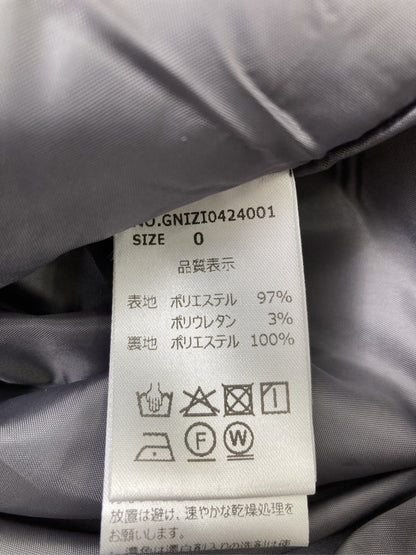 NO.GNIZI0424001
SIZE 0
品質表示
表地 ポリエステル 97%
ポリウレタン 3%
裏地 ポリエステル 100%
F W
放置は避け、速やかな乾燥処理を
お願いします。